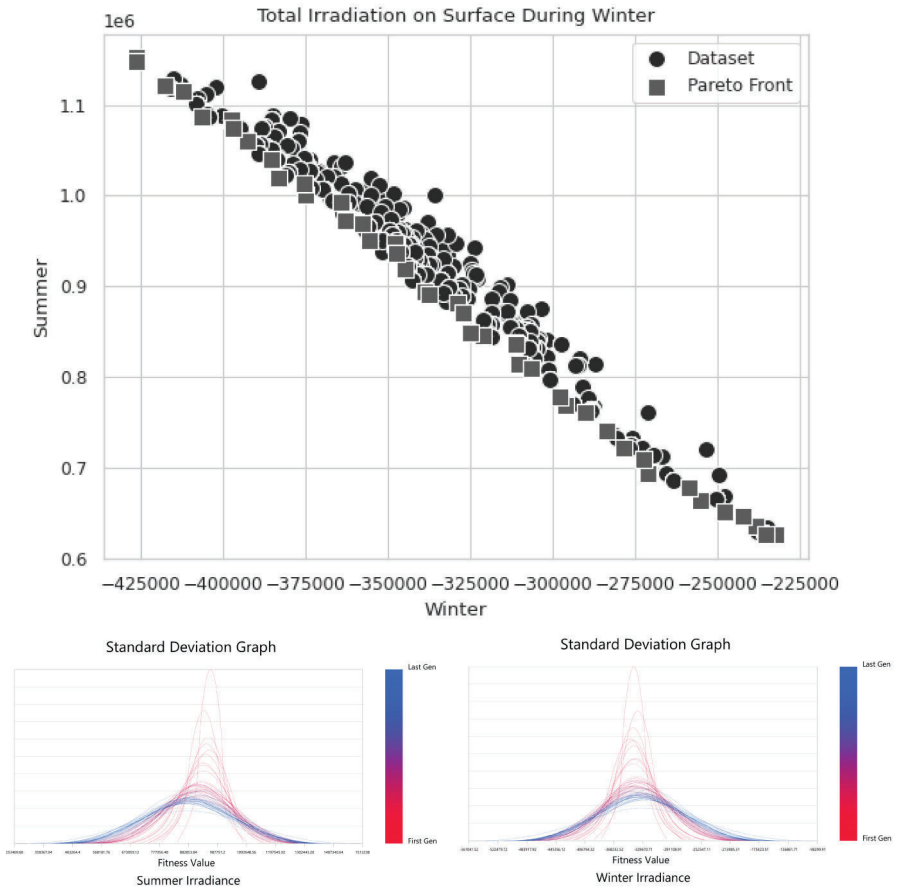 Total Irradiation on Surface During Winter
1e6
Dataset
Pareto Front
1.1
1.0
0.9
0.8
0.7
0.6
Summer
−425000 −400000 −375000 −350000 −325000 −300000 −275000 −250000 −225000
Winter
Standard Deviation Graph
Last Gen
First Gen
Fitness Value
Summer Irradiance
Standard Deviation Graph
Last Gen
First Gen
Fitness Value
Winter Irradiance